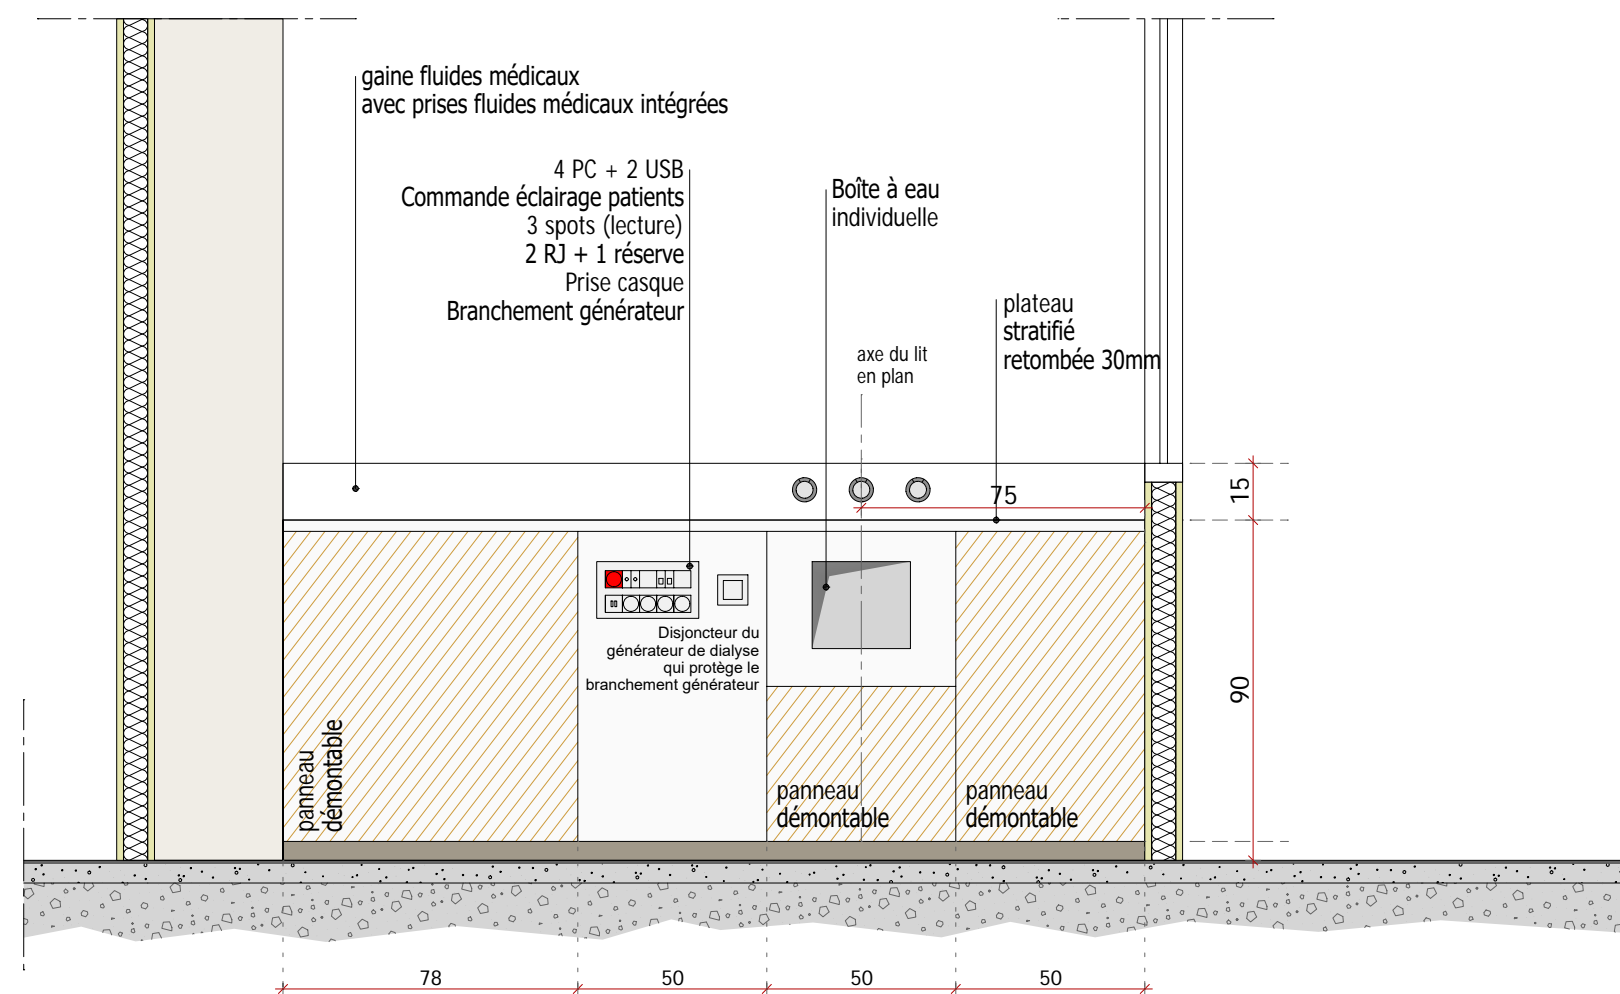 gaine fluides médicaux
avec prises fluides médicaux intégrées
4 PC + 2 USB
Commande éclairage patients
3 spots (lecture)
2 RJ + 1 réserve
Prise casque
Branchement générateur
Boîte à eau
individuelle
plateau
stratifié
retombée 30mm
axe du lit
en plan
75
15
90
Disjoncteur du
générateur de dialyse
qui protège le
branchement générateur
panneau
démontable
panneau
démontable
panneau
démontable
78
50
50
50